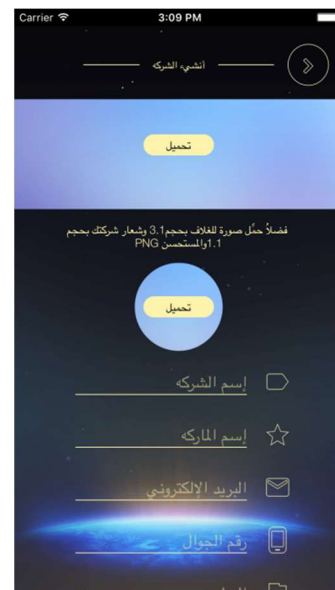 Carrier 3:09 PM
أنشيء الشركه
تحميل
فضلاً حمَّل صورة للغلاف بحجم3.1 وشعار شركتك بحجم
1.1والمستحسن PNG
تحميل
إسم الشركه
إسم الماركه
البريد الإلكتروني
رقم الجوال